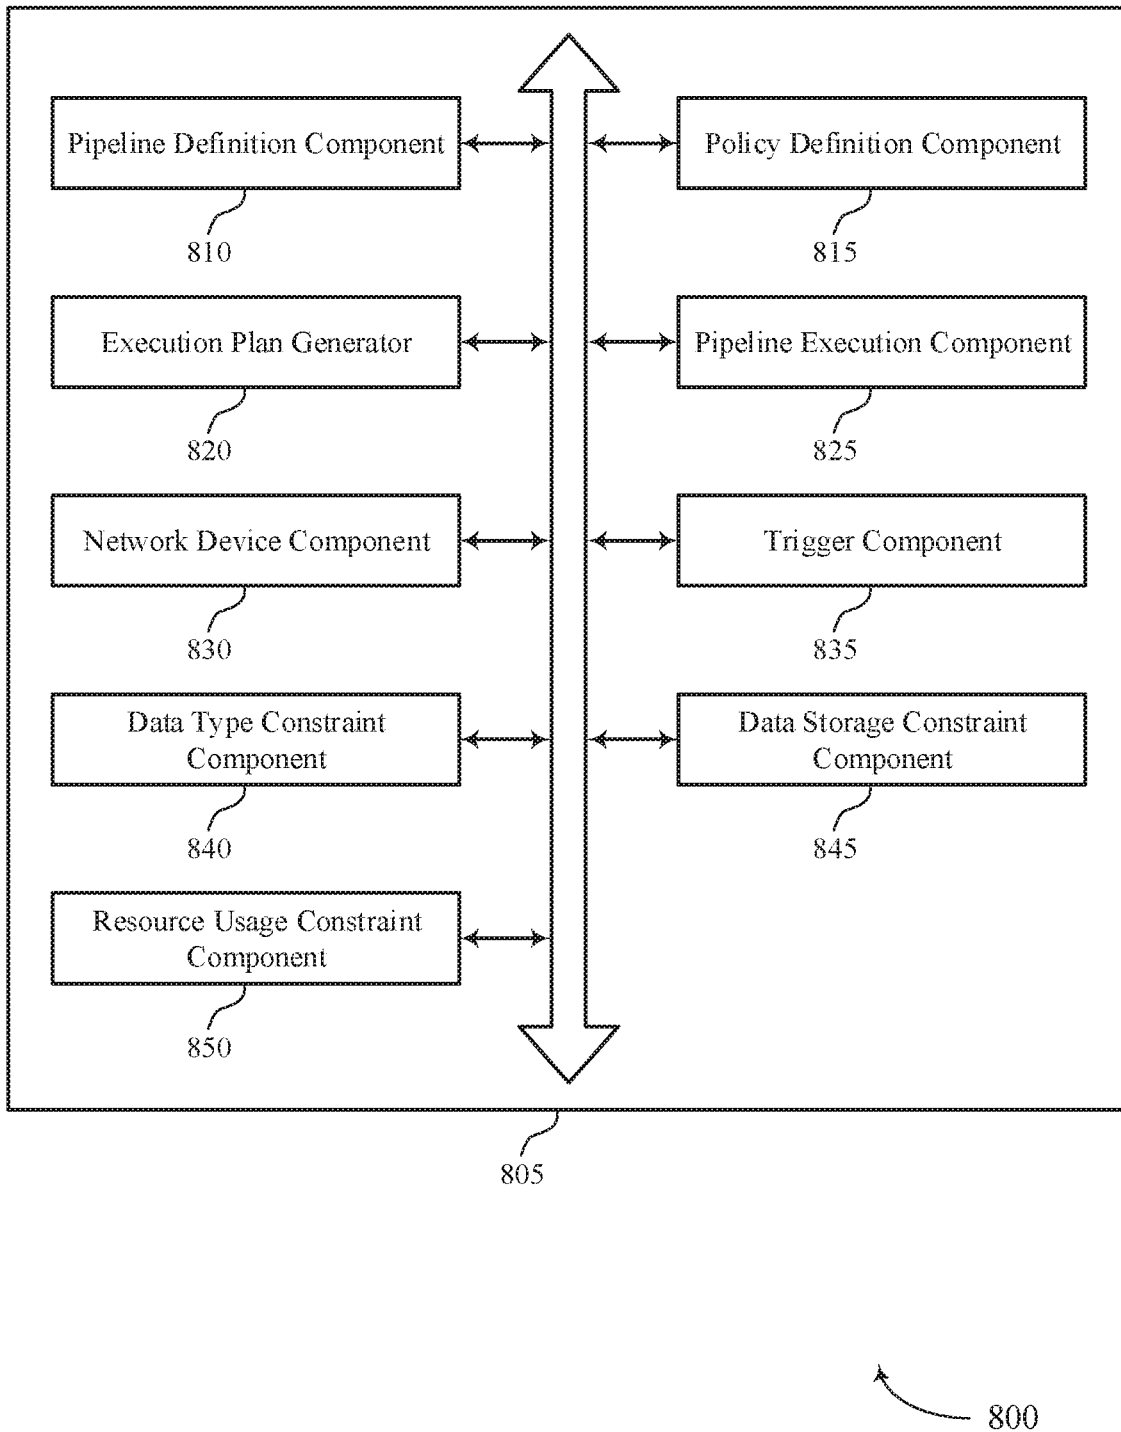 Pipeline Definition Component
Policy Definition Component
810
815
Execution Plan Generator
Pipeline Execution Component
820
825
Network Device Component
Trigger Component
830
835
Data Type Constraint
Component
Data Storage Constraint
Component
840
845
Resource Usage Constraint
Component
850
805
800